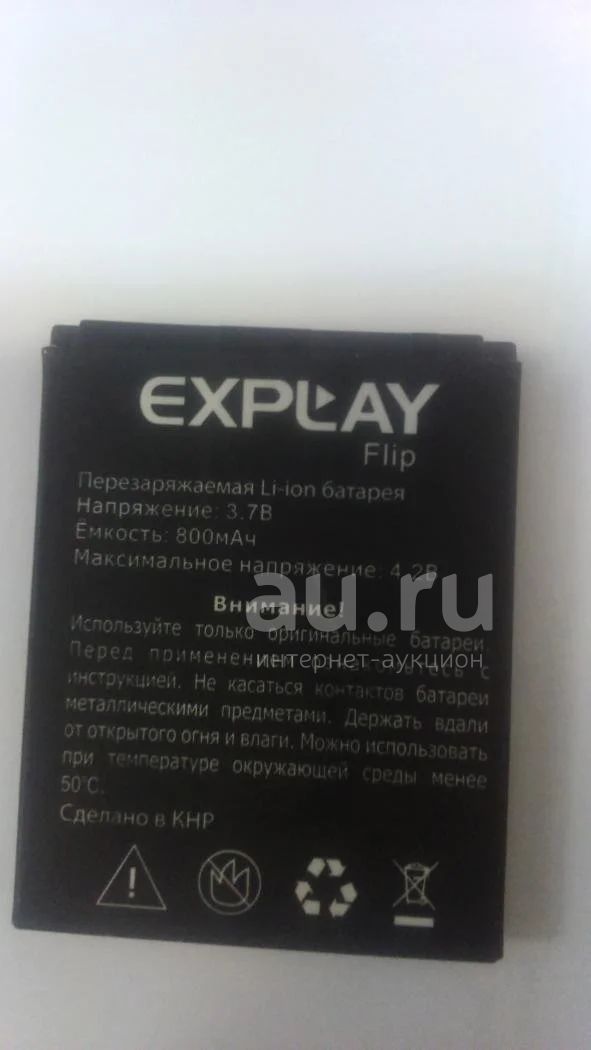 EXPLAY
Flip
Перезаряжаемая Li-ion батарея
Напряжение: 3.7В
Ёмкость: 800мАч
Максимальное напряжение: 4.2В
au.ru
Внимание!
Используйте только оригинальные батареи.
Перед применением ознакомьтесь с
интернет-аукцион
инструкцией. Не касаться контактов батареи
металлическими предметами. Держать вдали
от открытого огня и влаги. Можно использовать
при температуре окружающей среды менее
50°С.
Сделано в КНР